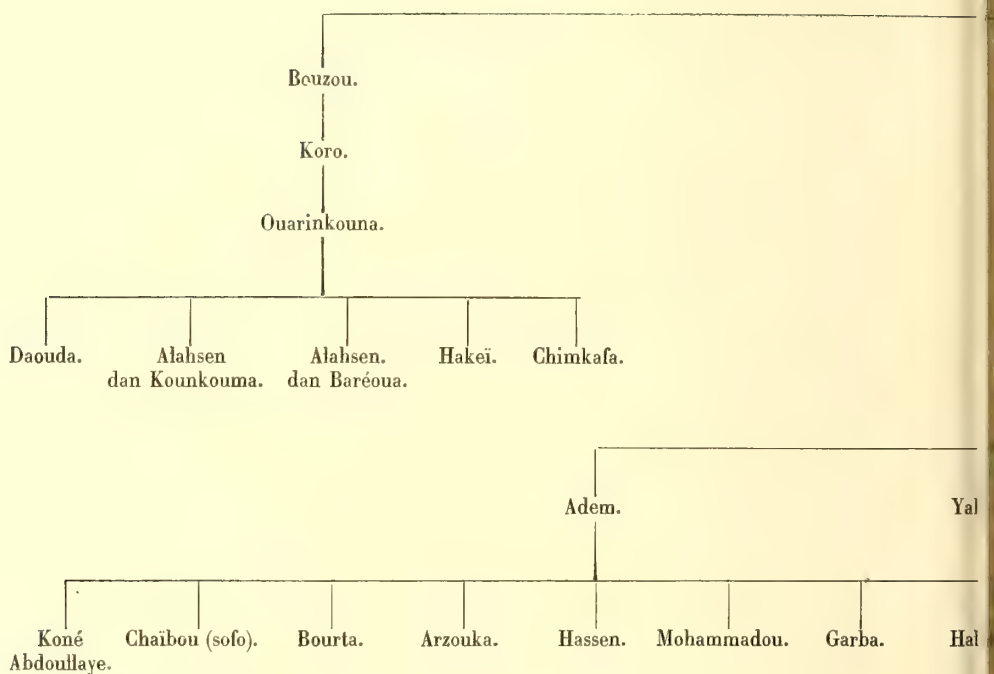 Bouzou.
Koro.
Ouarinkouna.
Daouda. Alahsen Alahsen. Hakeï. Chimkafa.
dan Kounkouma. dan Baréoua.
Adem.
Koné Chaïbou (sofo). Bourta. Arzouka. Hassen. Mohammadou. Garba.
Abdoullaye.